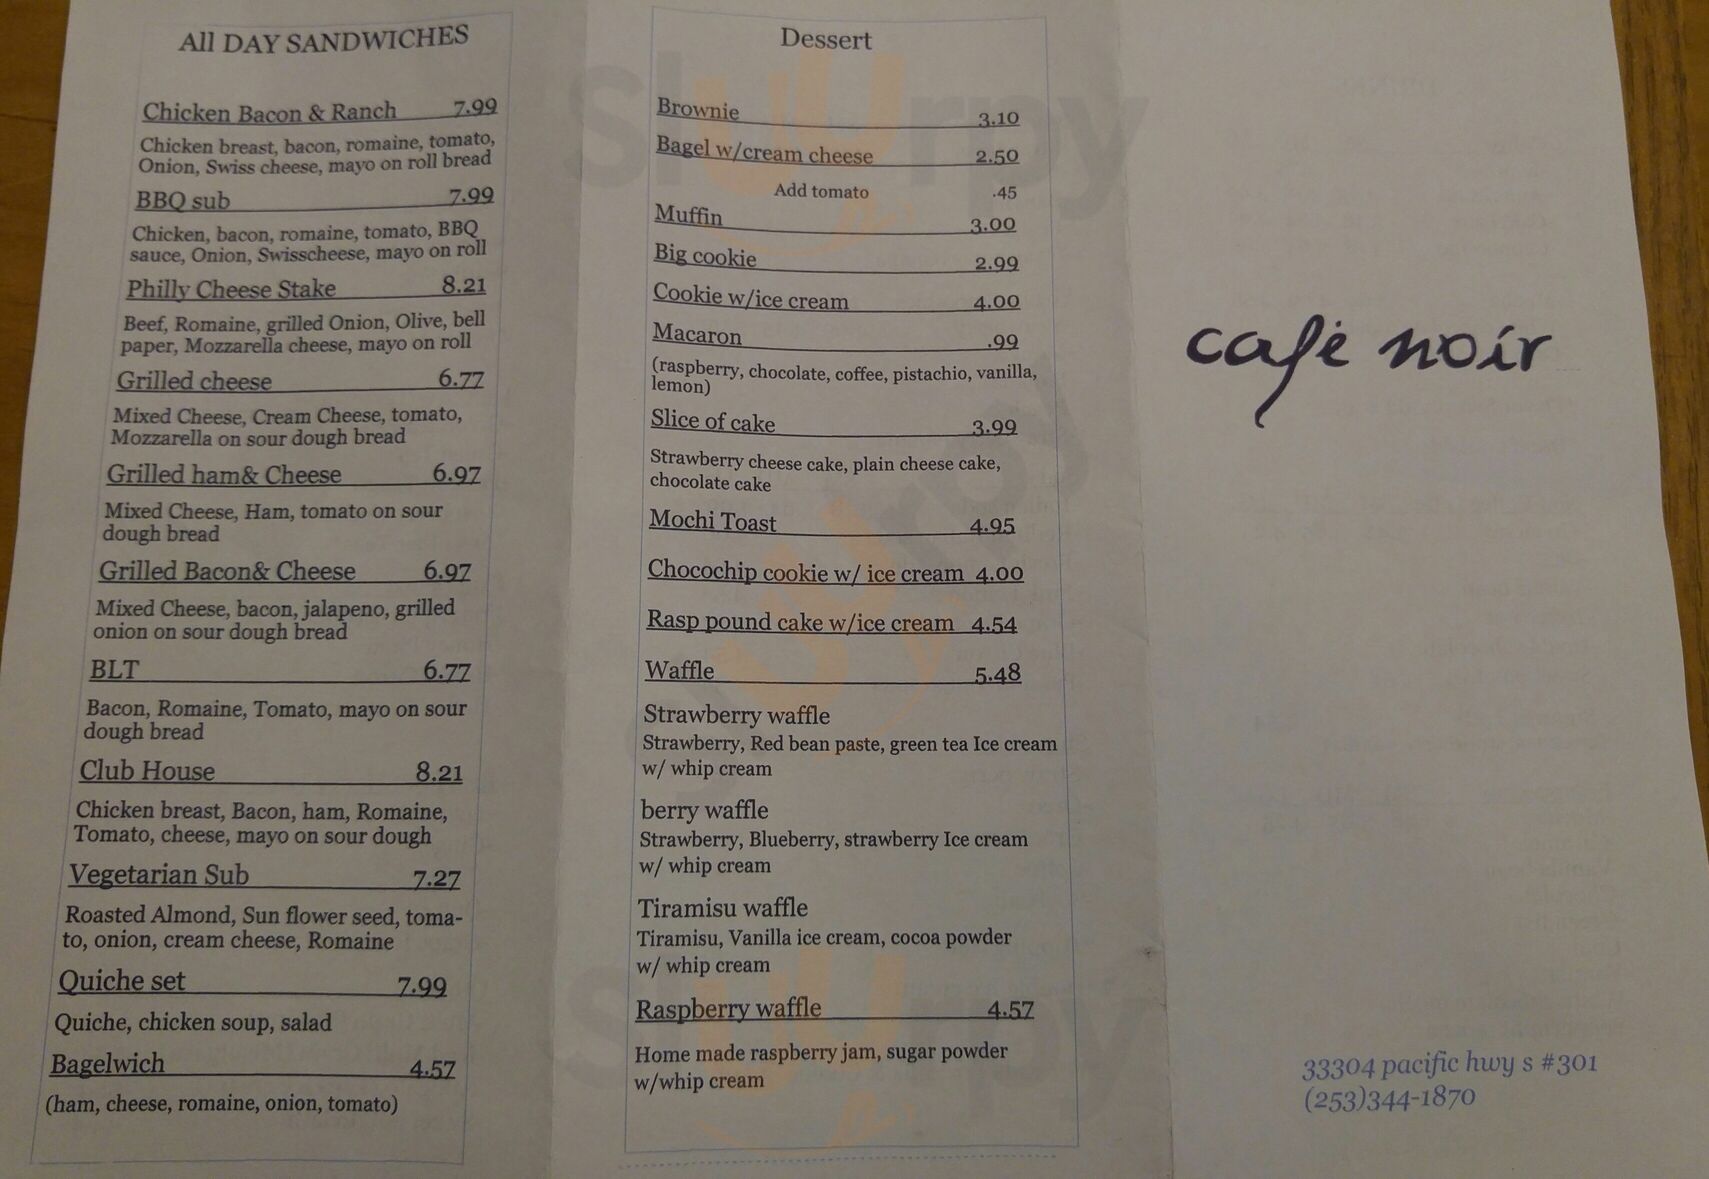 All DAY SANDWICHES
Chicken Bacon & Ranch 7.99
Chicken breast, bacon, romaine, tomato,
Onion, Swiss cheese, mayo on roll bread
BBQ sub 7.99
Chicken, bacon, romaine, tomato, BBQ
sauce, Onion, Swisscheese, mayo on roll
Philly Cheese Stake 8.21
Beef, Romaine, grilled Onion, Olive, bell
paper, Mozzarella cheese, mayo on roll
Grilled cheese 6.77
Mixed Cheese, Cream Cheese, tomato,
Mozzarella on sour dough bread
Grilled ham& Cheese 6.97
Mixed Cheese, Ham, tomato on sour
dough bread
Grilled Bacon& Cheese 6.97
Mixed Cheese, bacon, jalapeno, grilled
onion on sour dough bread
BLT 6.77
Bacon, Romaine, Tomato, mayo on sour
dough bread
Club House 8.21
Chicken breast, Bacon, ham, Romaine,
Tomato, cheese, mayo on sour dough
Vegetarian Sub 7.27
Roasted Almond, Sun flower seed, toma-
to, onion, cream cheese, Romaine
Quiche set 7.99
Quiche, chicken soup, salad
Bagelwich 4.57
(ham, cheese, romaine, onion, tomato)
Dessert
Brownie 3.10
Bagel w/cream cheese 2.50
Add tomato .45
Muffin 3.00
Big cookie 2.99
Cookie w/ice cream 4.00
Macaron .99
(raspberry, chocolate, coffee, pistachio, vanilla,
lemon)
Slice of cake 3.99
Strawberry cheese cake, plain cheese cake,
chocolate cake
Mochi Toast 4.95
Chocochip cookie w/ ice cream 4.00
Rasp pound cake w/ice cream 4.54
Waffle 5.48
Strawberry waffle
Strawberry, Red bean paste, green tea Ice cream
w/ whip cream
berry waffle
Strawberry, Blueberry, strawberry Ice cream
w/ whip cream
Tiramisu waffle
Tiramisu, Vanilla ice cream, cocoa powder
w/ whip cream
Raspberry waffle 4.57
Home made raspberry jam, sugar powder
w/whip cream
café noir
33304 pacific hwy s #301
(253)344-1870
slurpy
slurpy
slurpy